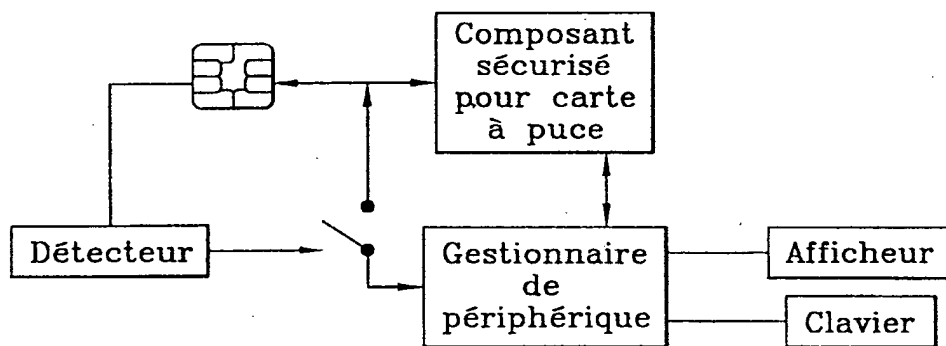 Composant
sécurisé
pour carte
à puce
Détecteur
Gestionnaire
de
périphérique
Afficheur
Clavier